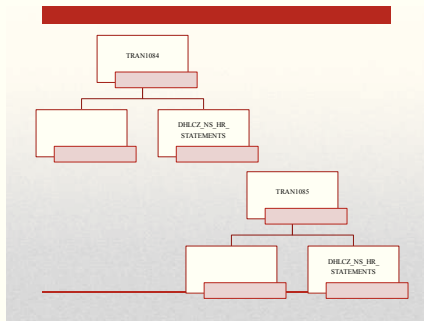 TRAN1084
DHLCZ_NS_HR_
STATEMENTS
TRAN1085
DHLCZ_NS_HR_
STATEMENTS